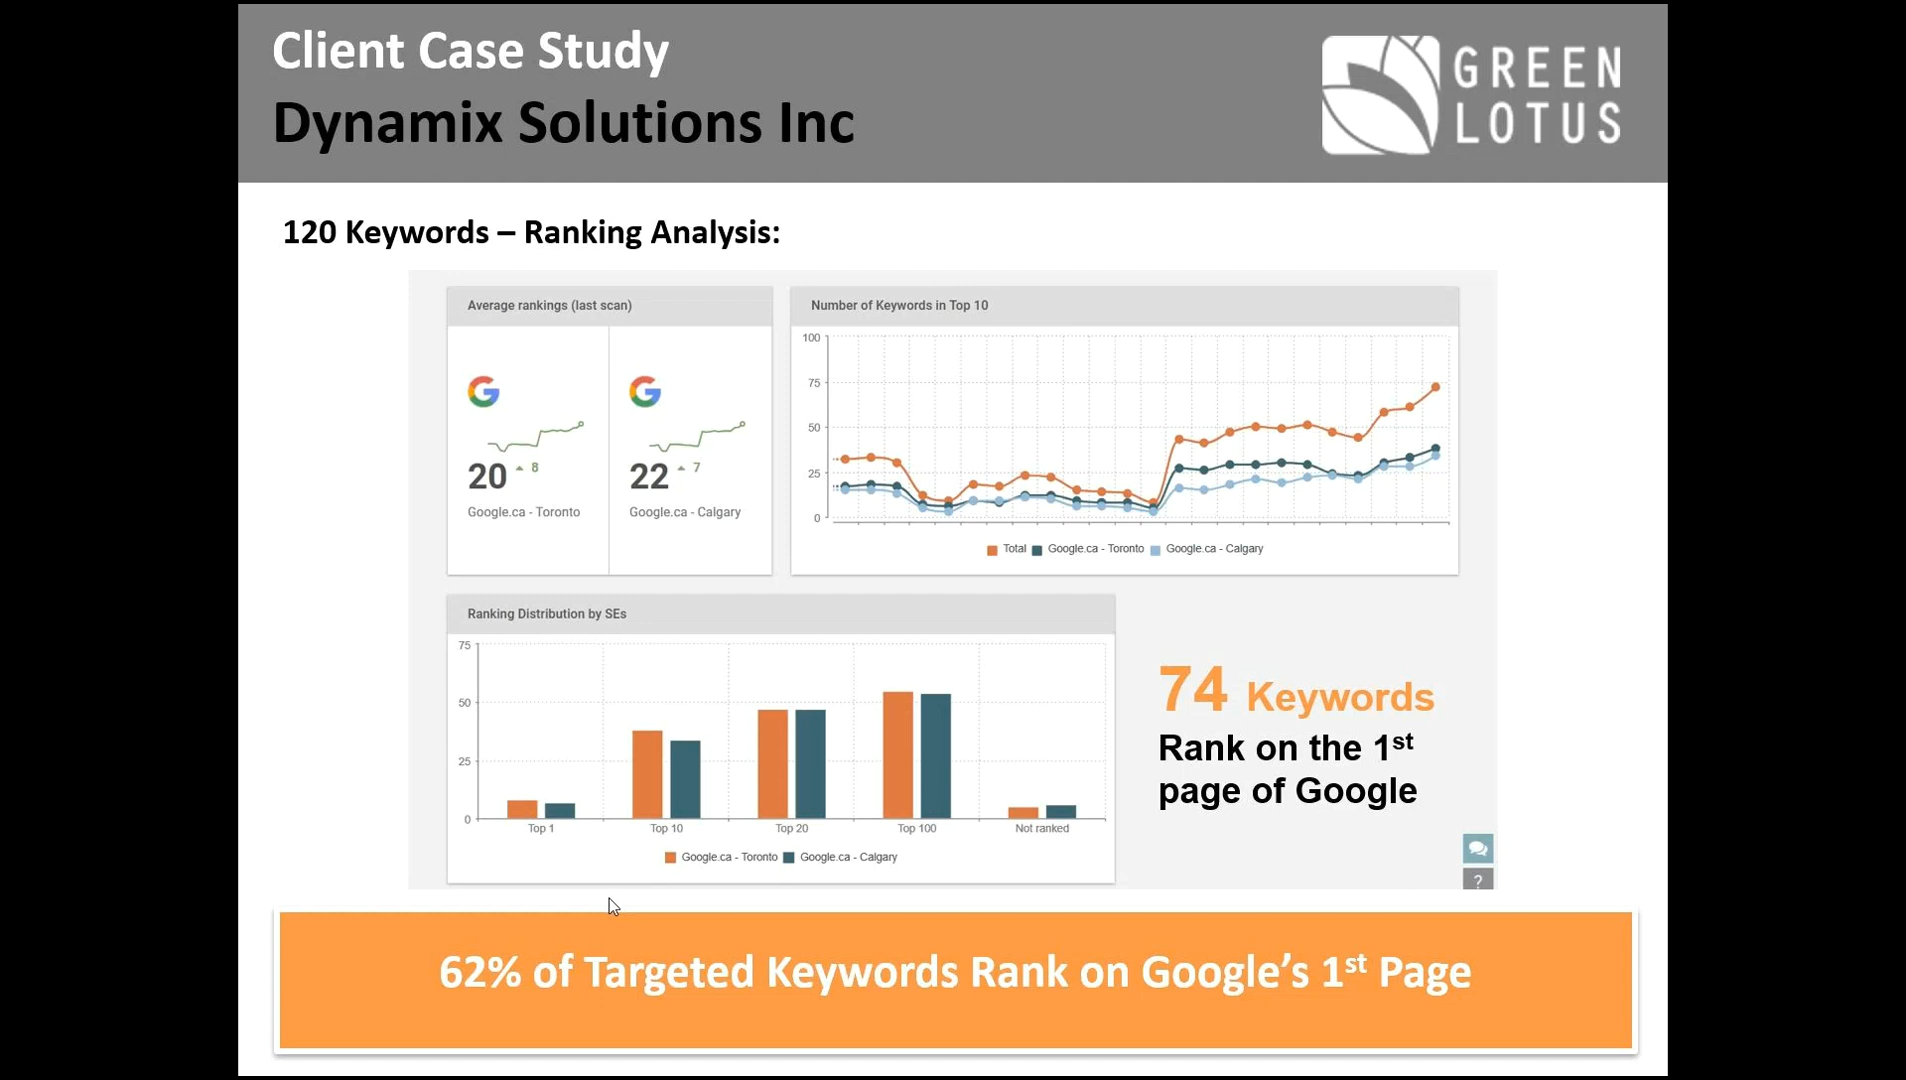 Client Case Study
Dynamix Solutions Inc
GREEN
LOTUS
120 Keywords – Ranking Analysis:
Average rankings (last scan)
20 8
Google.ca - Toronto
22 7
Google.ca - Calgary
Number of Keywords in Top 10
100
75
50
25
0
Total Google.ca - Toronto Google.ca - Calgary
Ranking Distribution by SEs
75
50
25
0
Top 1 Top 10 Top 20 Top 100 Not ranked
Google.ca - Toronto Google.ca - Calgary
74 Keywords
Rank on the 1st
page of Google
?
62% of Targeted Keywords Rank on Google’s 1st Page